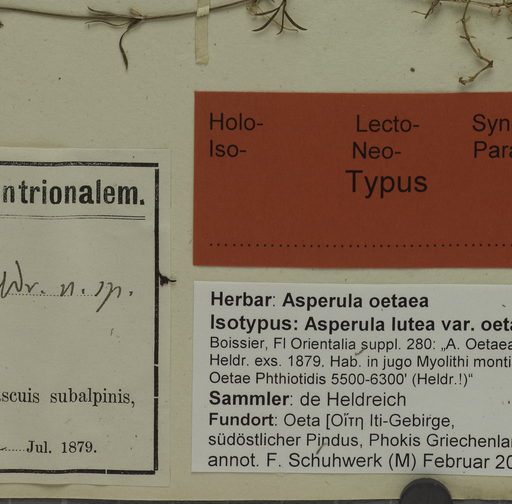 ntrionalem.
ldr. n. sp.
scuis subalpinis,
Jul. 1879.
Holo- Lecto- Syn
Iso- Neo- Para
Typus
Herbar: Asperula oetaea
Isotypus: Asperula lutea var. oeta
Boissier, Fl Orientalia suppl. 280: „A. Oetaea
Heldr. exs. 1879. Hab. in jugo Myolithi monti
Oetae Phthiotidis 5500-6300' (Heldr.!)“
Sammler: de Heldreich
Fundort: Oeta [Οἴτη Iti-Gebirge,
südöstlicher Pindus, Phokis Griechenla
annot. F. Schuhwerk (M) Februar 20